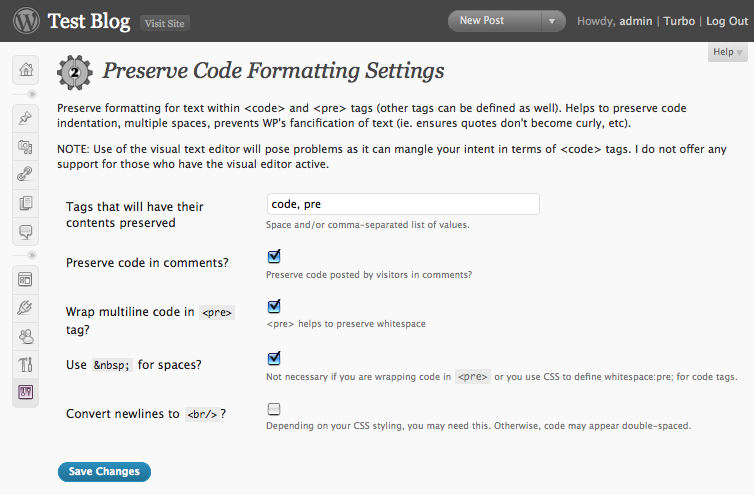 Test Blog Visit Site New Post Howdy, admin | Turbo | Log Out
Help
2 Preserve Code Formatting Settings
Preserve formatting for text within <code> and <pre> tags (other tags can be defined as well). Helps to preserve code
indentation, multiple spaces, prevents WP's fancification of text (ie. ensures quotes don't become curly, etc).
NOTE: Use of the visual text editor will pose problems as it can mangle your intent in terms of <code> tags. I do not offer any
support for those who have the visual editor active.
Tags that will have their
contents preserved
code, pre
Space and/or comma-separated list of values.
Preserve code in comments?
Preserve code posted by visitors in comments?
Wrap multiline code in <pre>
tag?
<pre> helps to preserve whitespace
Use &nbsp; for spaces?
Not necessary if you are wrapping code in <pre> or you use CSS to define whitespace:pre; for code tags.
Convert newlines to <br/>?
Depending on your CSS styling, you may need this. Otherwise, code may appear double-spaced.
Save Changes